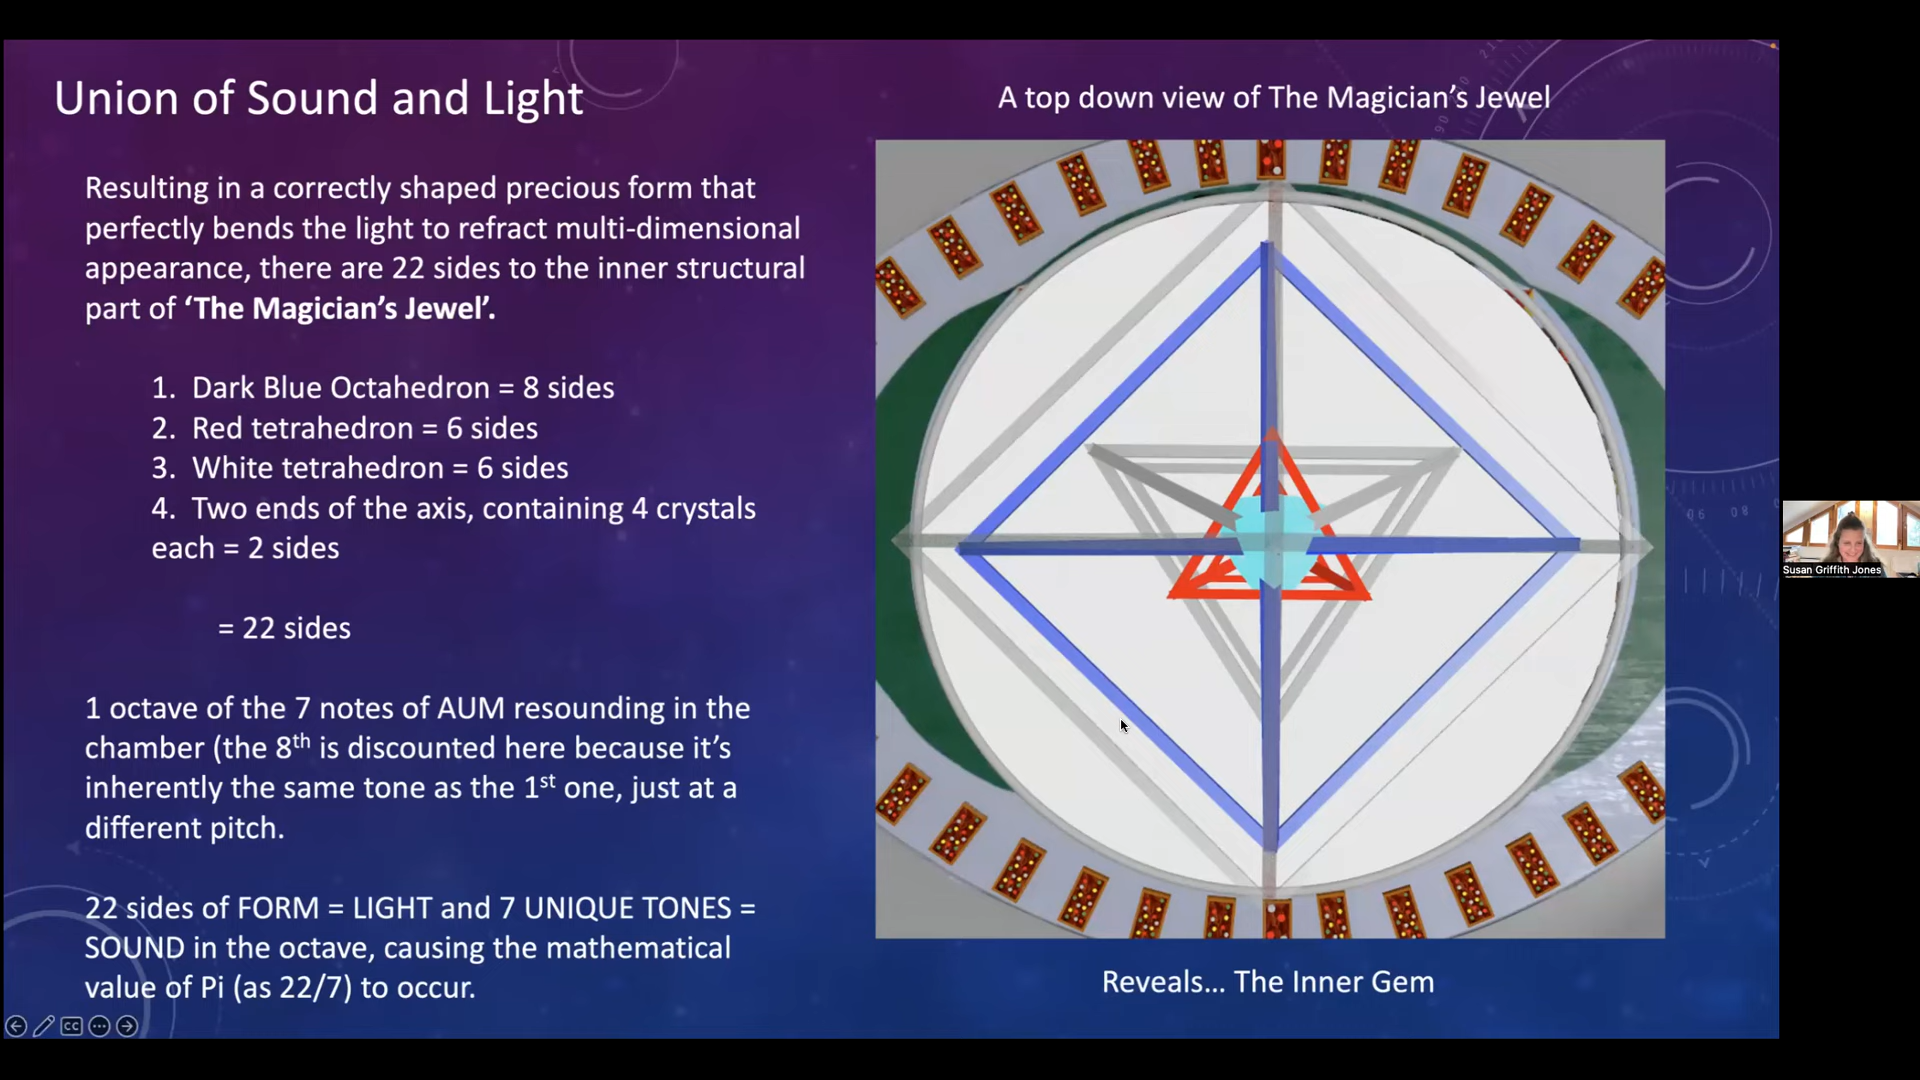 Union of Sound and Light
A top down view of The Magician's Jewel
Resulting in a correctly shaped precious form that
perfectly bends the light to refract multi-dimensional
appearance, there are 22 sides to the inner structural
part of 'The Magician's Jewel'.
1. Dark Blue Octahedron = 8 sides
2. Red tetrahedron = 6 sides
3. White tetrahedron = 6 sides
4. Two ends of the axis, containing 4 crystals
each = 2 sides
= 22 sides
1 octave of the 7 notes of AUM resounding in the
chamber (the 8th is discounted here because it's
inherently the same tone as the 1st one, just at a
different pitch.
22 sides of FORM = LIGHT and 7 UNIQUE TONES =
SOUND in the octave, causing the mathematical
value of Pi (as 22/7) to occur.
Reveals... The Inner Gem
Susan Griffith Jones
CC